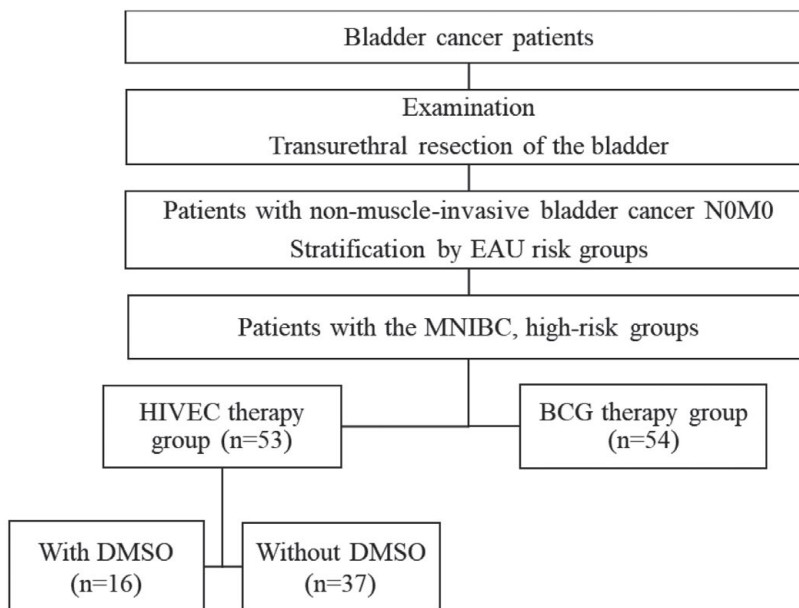 Bladder cancer patients
Examination
Transurethral resection of the bladder
Patients with non-muscle-invasive bladder cancer N0M0
Stratification by EAU risk groups
Patients with the MNIBC, high-risk groups
HIVEC therapy
group (n=53)
BCG therapy group
(n=54)
With DMSO
(n=16)
Without DMSO
(n=37)